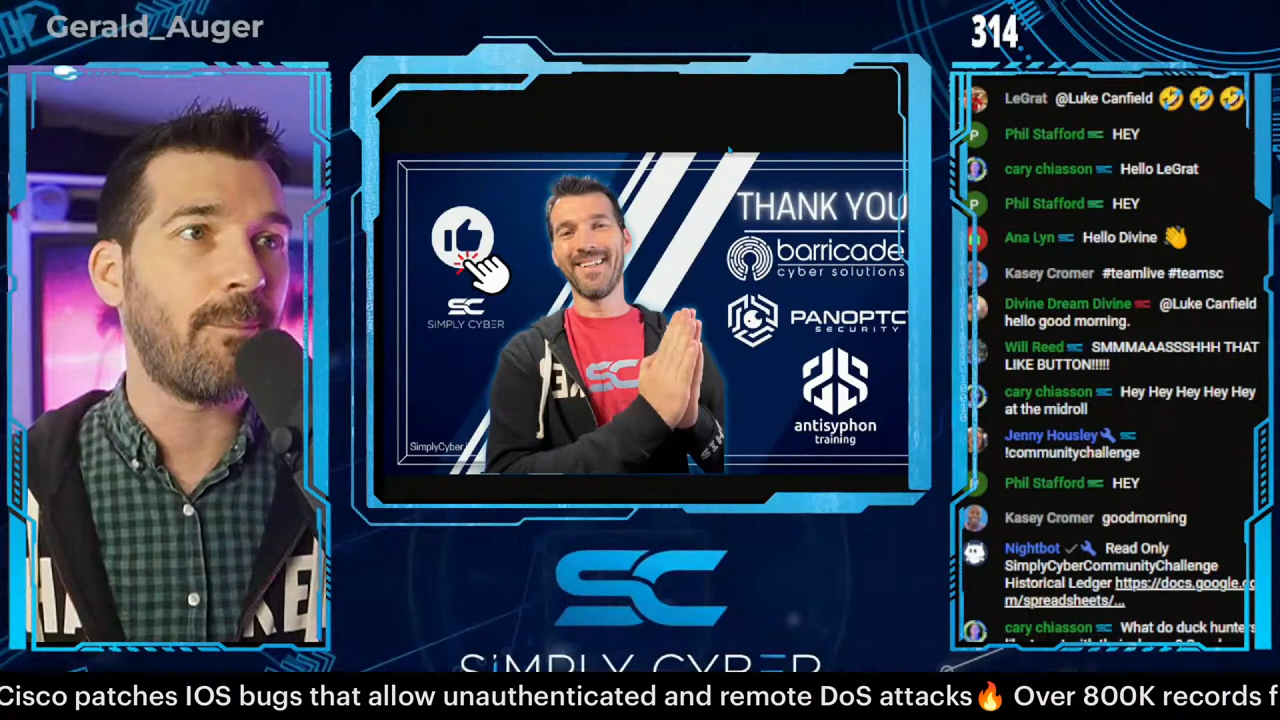 Gerald_Auger
314
THANK YOU
barricade
cyber solutions
PANOPTC
SECURITY
antisyphon
training
SC
SiMPLY CYBER
SimplyCyber.
SC
SC
SiMPLY CYBER
LeGrat @Luke Canfield 🤣 🤣 🤣
Phil Stafford HEY
cary chiasson Hello LeGrat
Phil Stafford HEY
Ana Lyn Hello Divine 👋
Kasey Cromer #teamlive #teamsc
Divine Dream Divine @Luke Canfield
hello good morning.
Will Reed SMMMAAASSSHHH THAT
LIKE BUTTON!!!!!
cary chiasson Hey Hey Hey Hey Hey
at the midroll
Jenny Housley
!communitychallenge
Phil Stafford HEY
Kasey Cromer goodmorning
Nightbot Read Only
SimplyCyberCommunityChallenge
Historical Ledger https://docs.google.co
m/spreadsheets/...
cary chiasson What do duck hunters
Cisco patches IOS bugs that allow unauthenticated and remote DoS attacks🔥 Over 800K records f